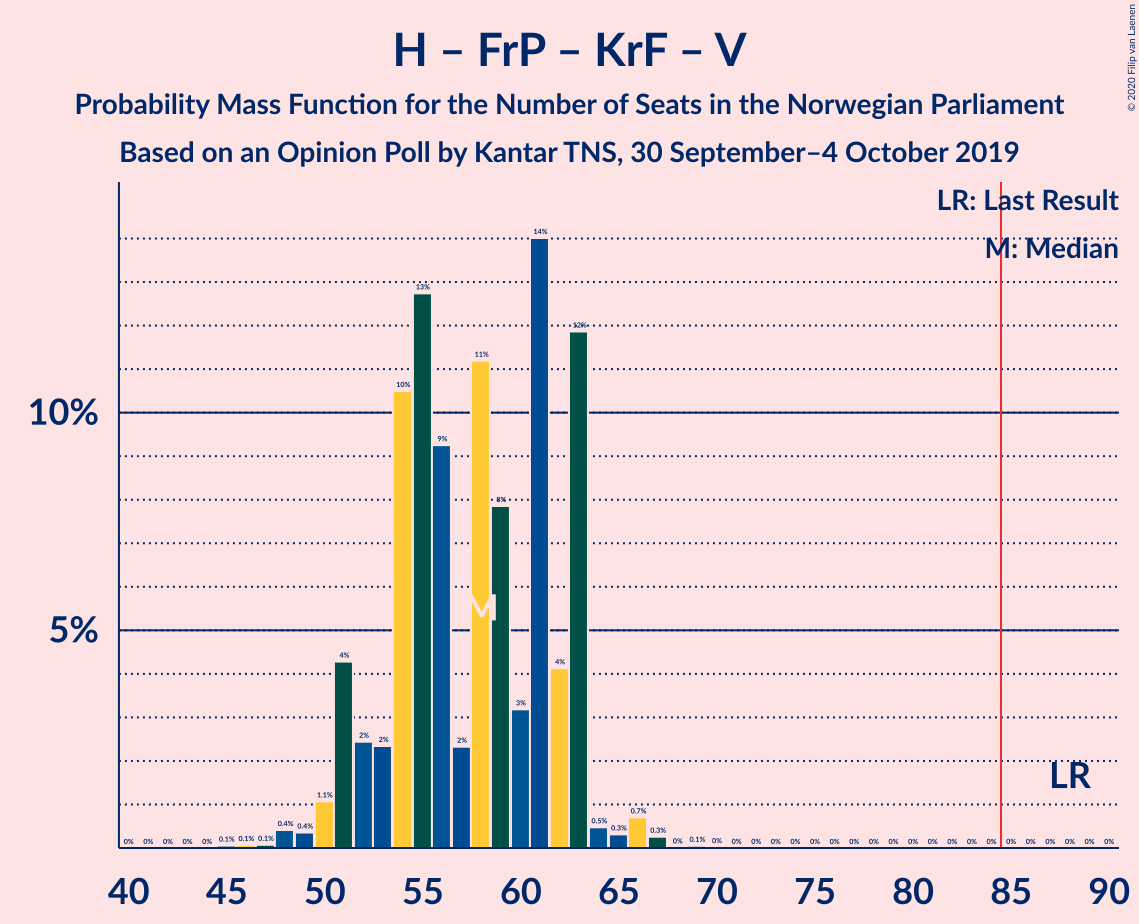 H – FrP – KrF – V
Probability Mass Function for the Number of Seats in the Norwegian Parliament
Based on an Opinion Poll by Kantar TNS, 30 September–4 October 2019
© 2020 Filip van Laenen
LR: Last Result
M: Median
10%
5%
0% 0% 0% 0% 0% 0.1% 0.1% 0.1% 0.4% 0.4% 1.1% 4% 2% 2% 10% 13% 9% 2% 11% 8% 3% 14% 4% 12% 0.5% 0.3% 0.7% 0.3% 0% 0.1% 0% 0% 0% 0% 0% 0% 0% 0% 0% 0% 0% 0% 0% 0% 0% 0% 0% 0% 0% 0% 0%
M
LR
40 45 50 55 60 65 70 75 80 85 90